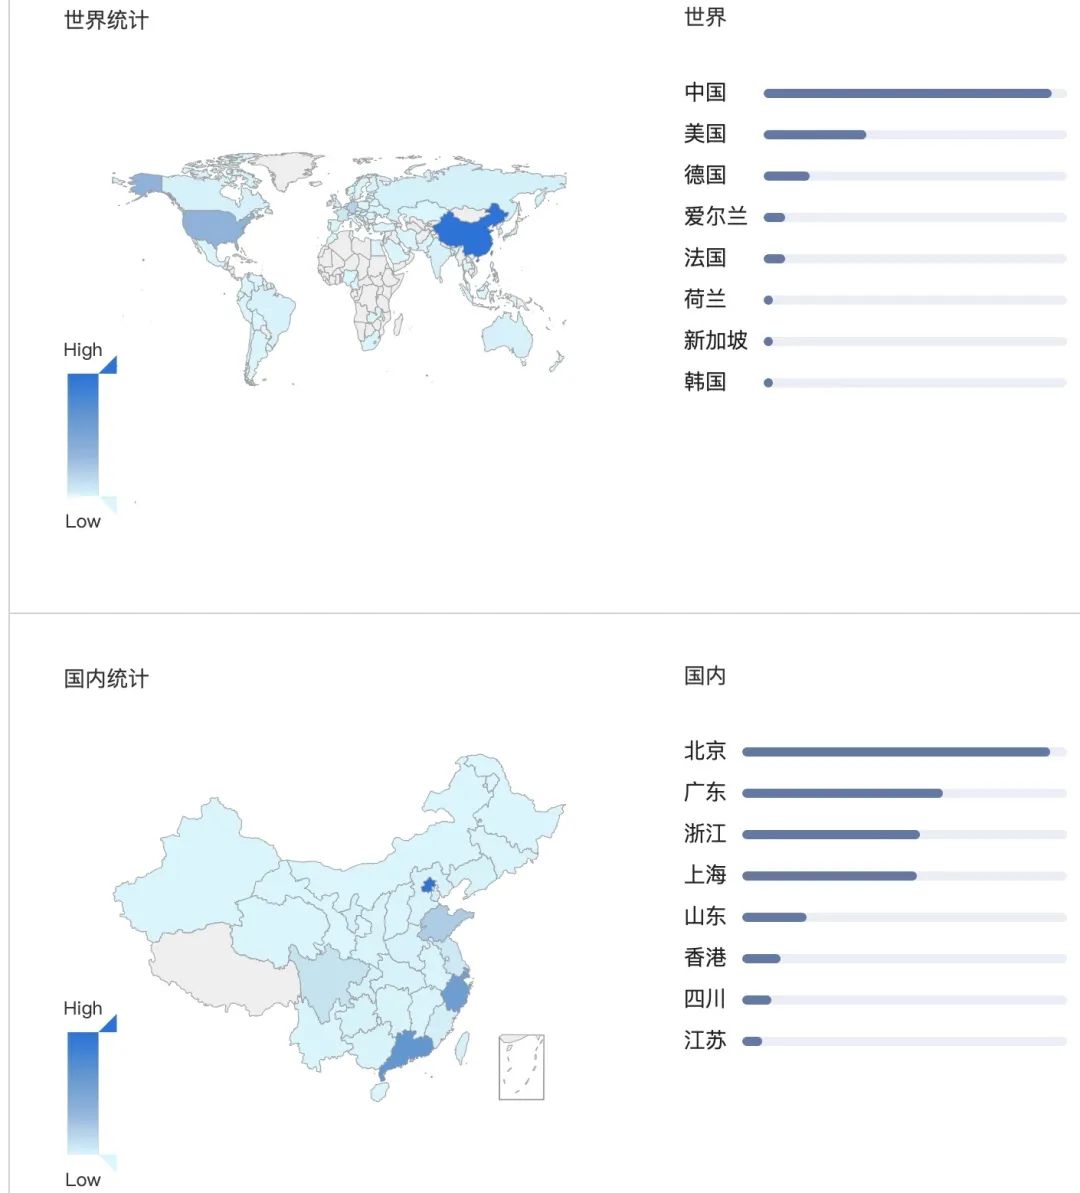 世界统计
世界
中国
美国
德国
爱尔兰
法国
荷兰
新加坡
韩国
High
Low
国内统计
国内
北京
广东
浙江
上海
山东
香港
四川
江苏
High
Low